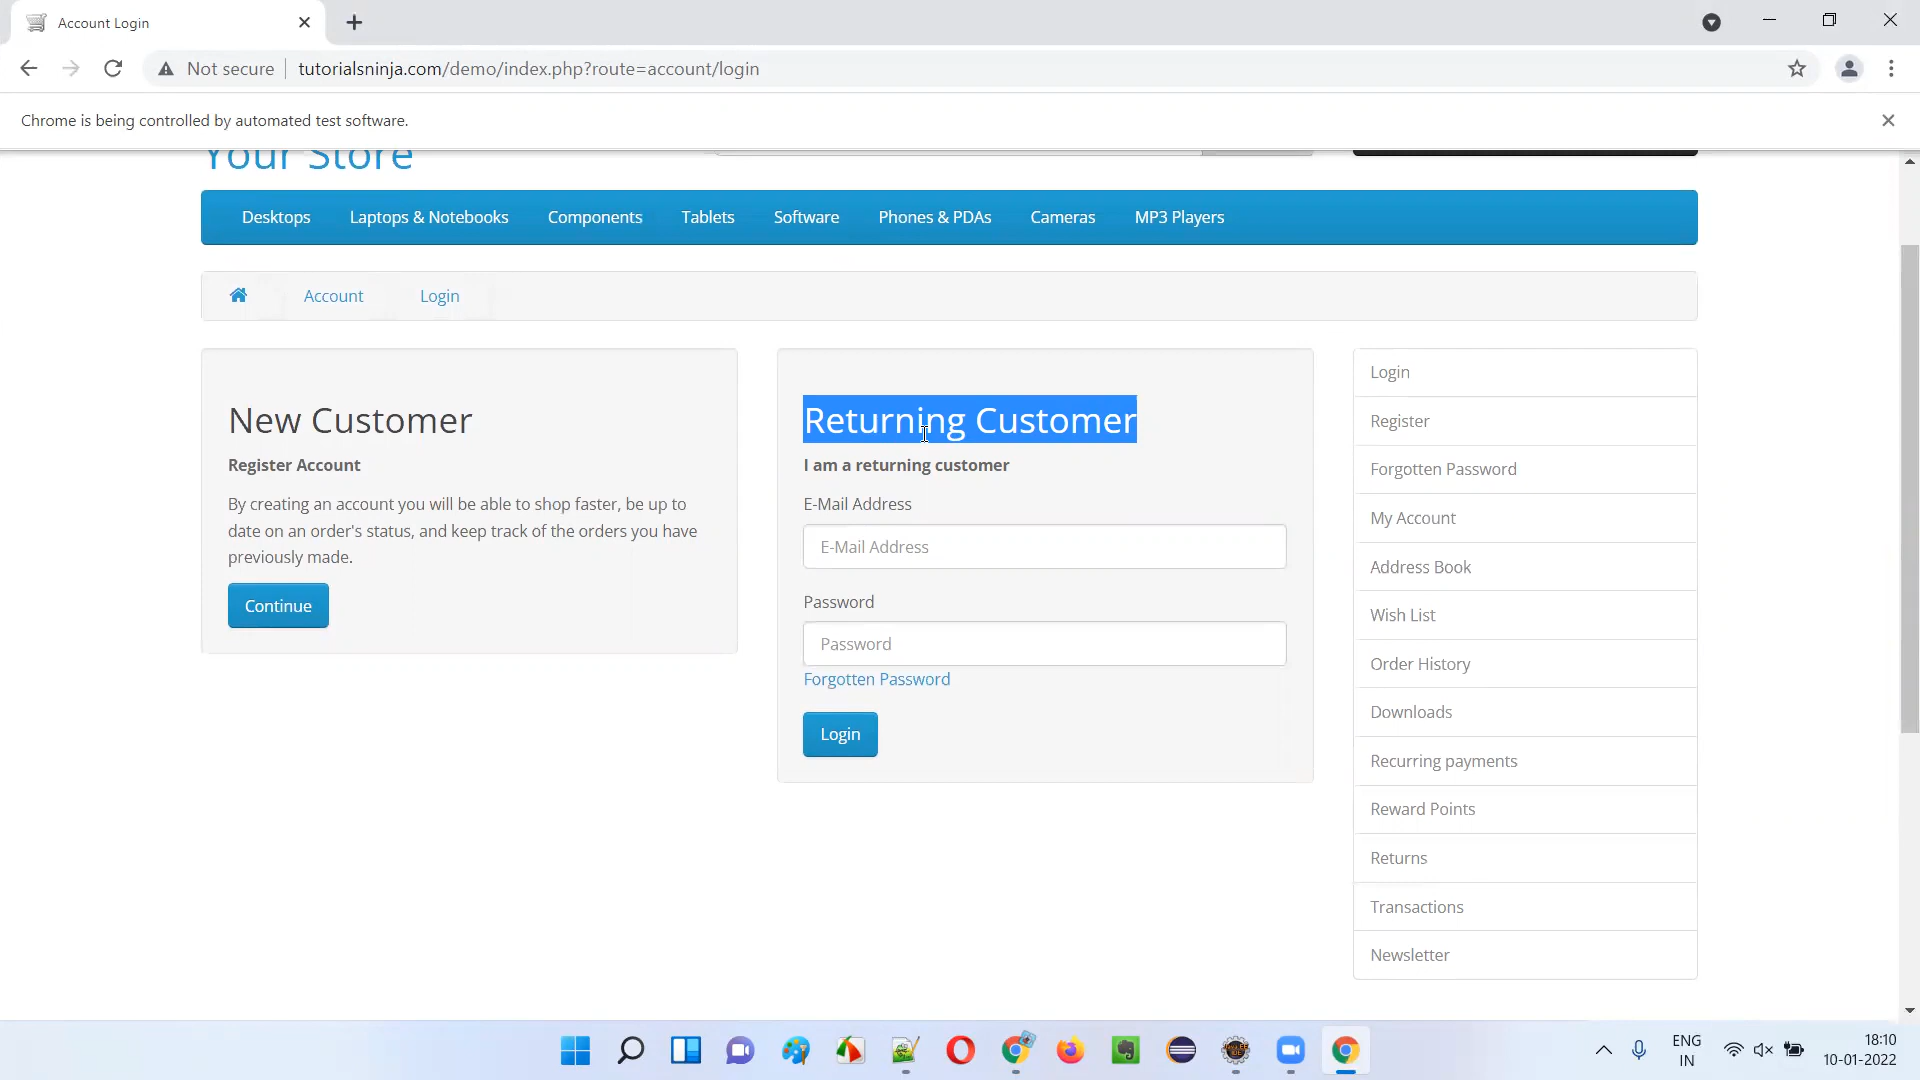 Account Login
Not secure
tutorialsninja.com/demo/index.php?route=account/login
Chrome is being controlled by automated test software.
Your Store
Desktops
Laptops & Notebooks
Components
Tablets
Software
Phones & PDAs
Cameras
MP3 Players
Account
Login
New Customer
Register Account
By creating an account you will be able to shop faster, be up to
date on an order's status, and keep track of the orders you have
previously made.
Continue
Returning Customer
I am a returning customer
E-Mail Address
E-Mail Address
Password
Password
Forgotten Password
Login
Login
Register
Forgotten Password
My Account
Address Book
Wish List
Order History
Downloads
Recurring payments
Reward Points
Returns
Transactions
Newsletter
ENG
IN
18:10
10-01-2022